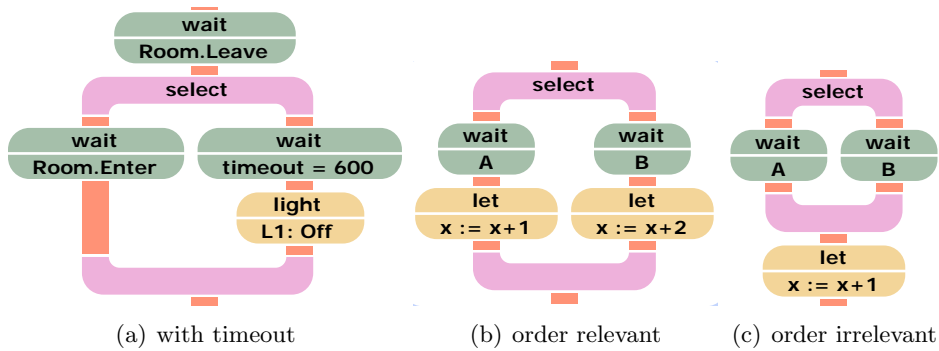 wait
Room.Leave
select
wait
Room.Enter
wait
timeout = 600
light
L1: Off
(a) with timeout
select
wait
A
wait
B
let
x := x+1
let
x := x+2
(b) order relevant
select
wait
A
wait
B
let
x := x+1
(c) order irrelevant